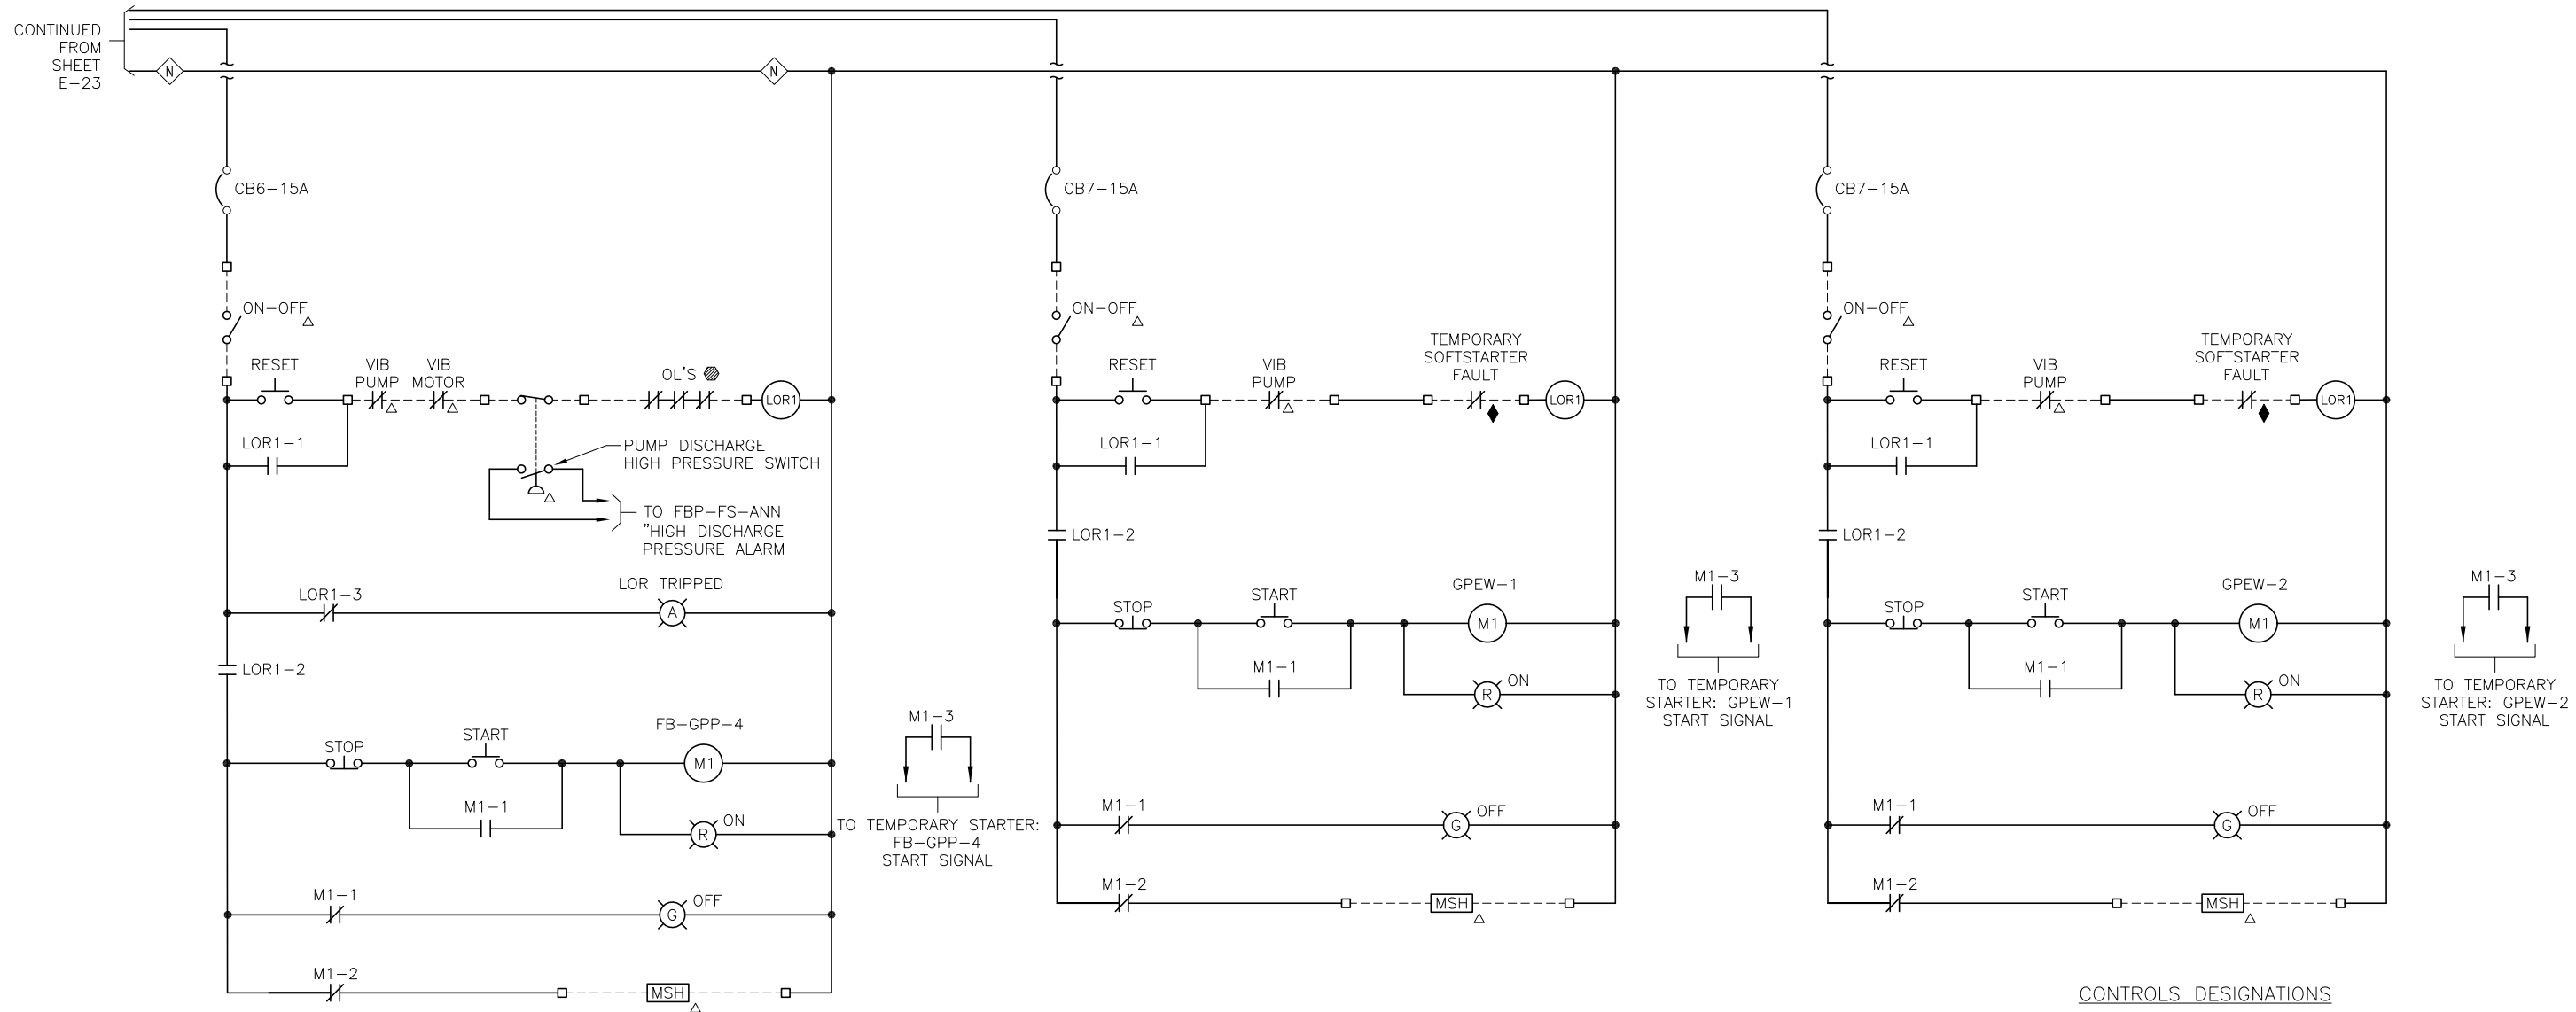 CONTINUED
FROM
SHEET
E-23
N
N
CB6-15A
ON-OFF
RESET
VIB
PUMP
VIB
MOTOR
OL'S
LOR1
LOR1-1
PUMP DISCHARGE
HIGH PRESSURE SWITCH
TO FBP-FS-ANN
"HIGH DISCHARGE
PRESSURE ALARM
LOR1-3
LOR TRIPPED
A
LOR1-2
STOP
START
FB-GPP-4
M1
M1-1
R
ON
M1-1
G
OFF
M1-2
MSH
M1-3
TO TEMPORARY STARTER:
FB-GPP-4
START SIGNAL
CB7-15A
ON-OFF
RESET
VIB
PUMP
TEMPORARY
SOFTSTARTER
FAULT
LOR1
LOR1-1
LOR1-2
STOP
START
GPEW-1
M1
M1-1
R
ON
M1-1
G
OFF
M1-2
MSH
M1-3
TO TEMPORARY
STARTER: GPEW-1
START SIGNAL
CB7-15A
ON-OFF
RESET
VIB
PUMP
TEMPORARY
SOFTSTARTER
FAULT
LOR1
LOR1-1
LOR1-2
STOP
START
GPEW-2
M1
M1-1
R
ON
M1-1
G
OFF
M1-2
MSH
M1-3
TO TEMPORARY
STARTER: GPEW-2
START SIGNAL
CONTROLS DESIGNATIONS